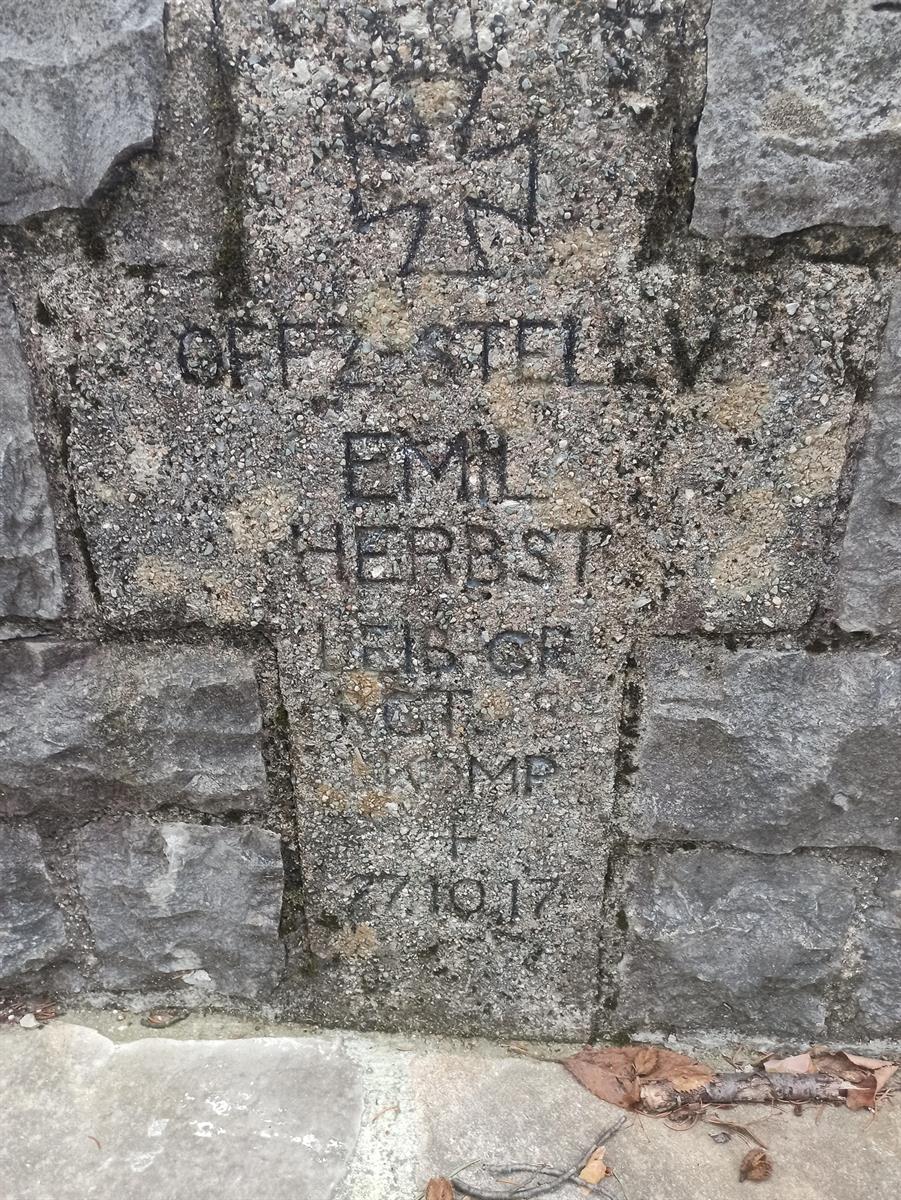 OFFZ-STELLV
EMIL
HERBST
LEIB-GR
RGT
KOMP
+
27.10.17